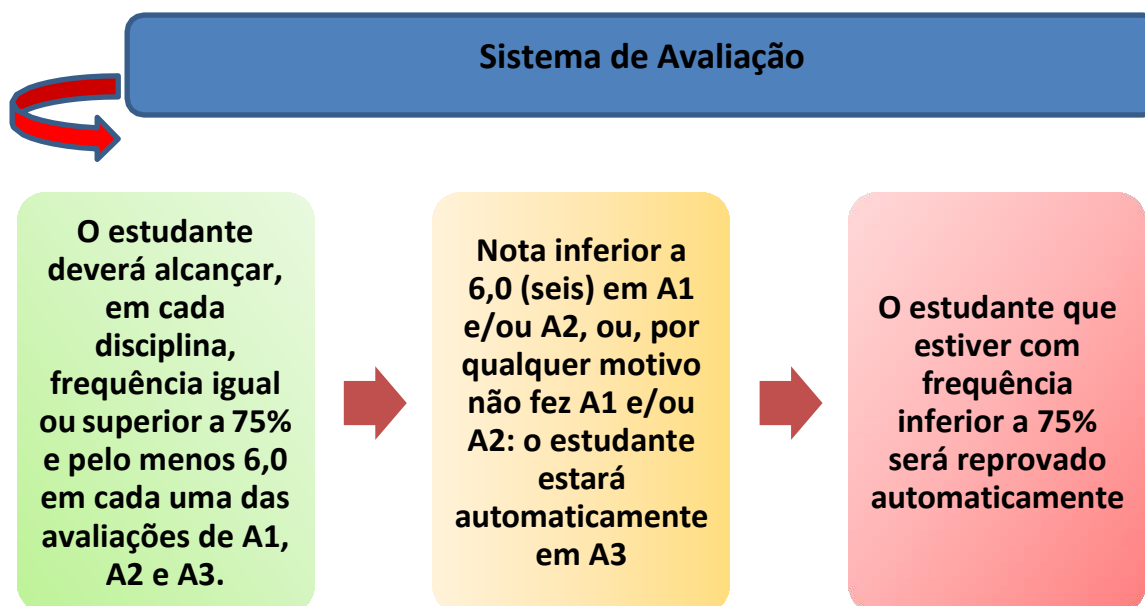 Sistema de Avaliação
O estudante
deverá alcançar,
em cada
disciplina,
frequência igual
ou superior a 75%
e pelo menos 6,0
em cada uma das
avaliações de A1,
A2 e A3.
Nota inferior a
6,0 (seis) em A1
e/ou A2, ou, por
qualquer motivo
não fez A1 e/ou
A2: o estudante
estará
automaticamente
em A3
O estudante que
estiver com
frequência
inferior a 75%
será reprovado
automaticamente